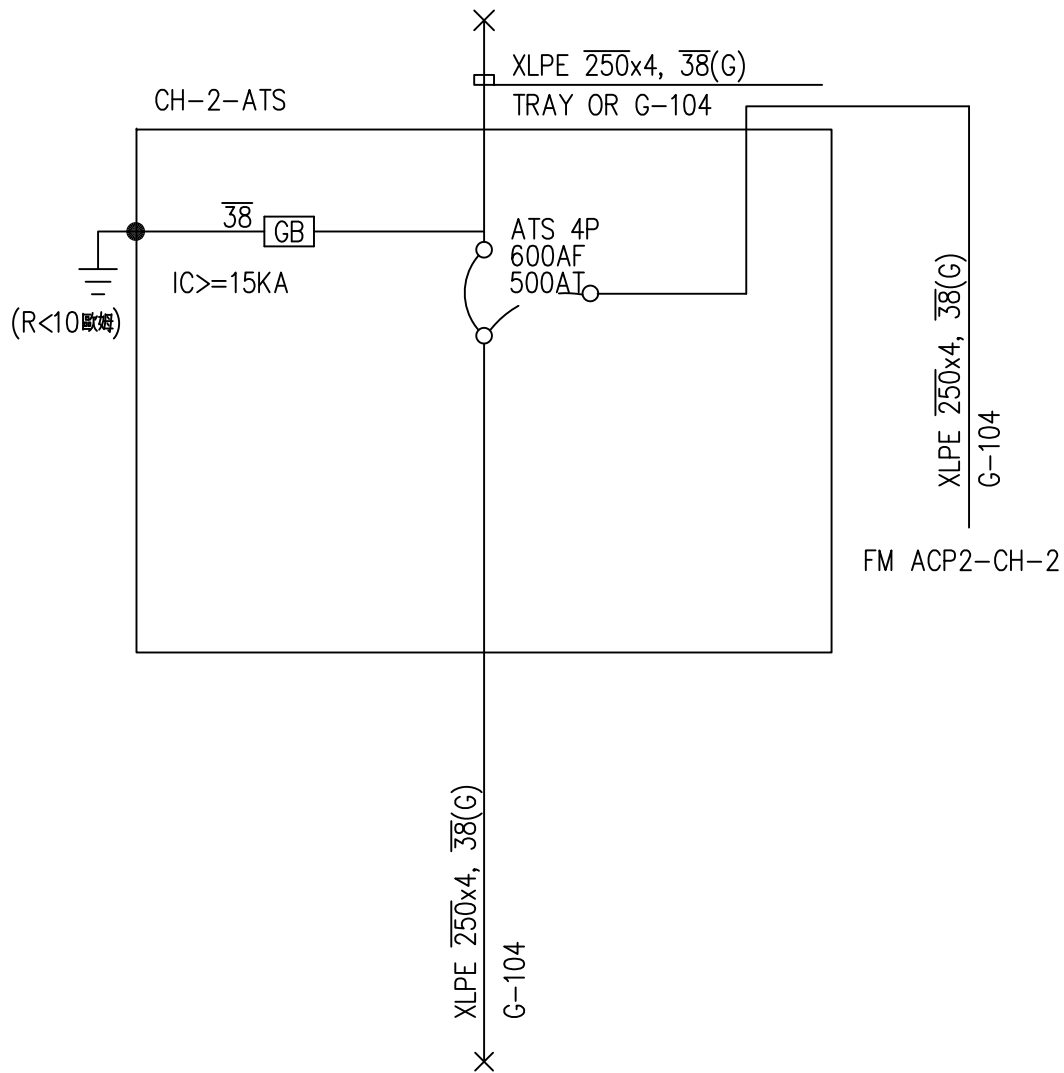 XLPE 250x4, 38(G)
TRAY OR G-104
CH-2-ATS
38
GB
IC>=15KA
(R<10歐姆)
ATS 4P
600AF
500AT
XLPE 250x4, 38(G)
G-104
FM ACP2-CH-2
XLPE 250x4, 38(G)
G-104